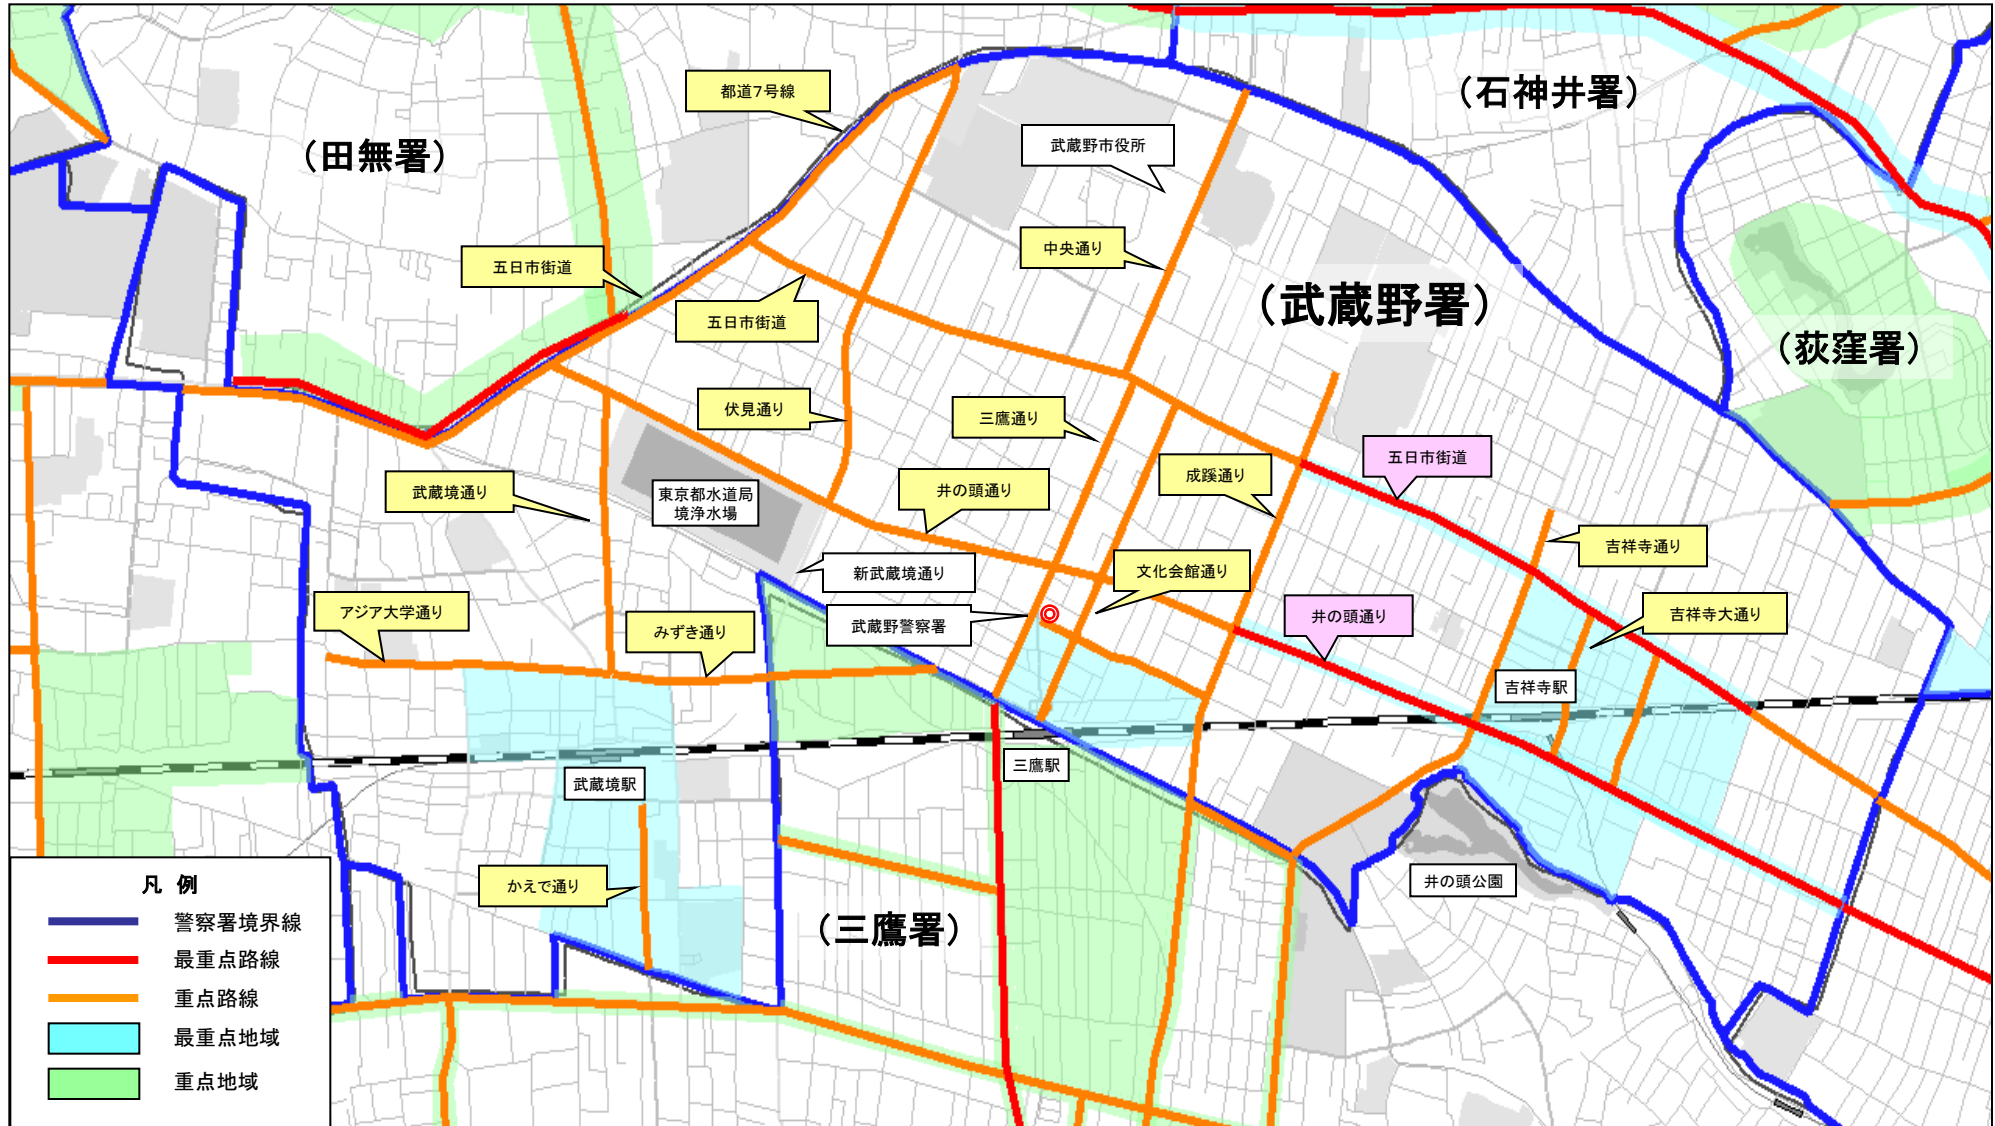 （石神井署）
都道7号線
武蔵野市役所
（田無署）
中央通り
五日市街道
（武蔵野署）
五日市街道
（荻窪署）
伏見通り
三鷹通り
五日市街道
成蹊通り
武蔵境通り
井の頭通り
東京都水道局
境浄水場
吉祥寺通り
新武蔵境通り
文化会館通り
アジア大学通り
みずき通り
武蔵野警察署
井の頭通り
吉祥寺大通り
吉祥寺駅
三鷹駅
武蔵境駅
かえで通り
井の頭公園
（三鷹署）
凡 例
警察署境界線
最重点路線
重点路線
最重点地域
重点地域